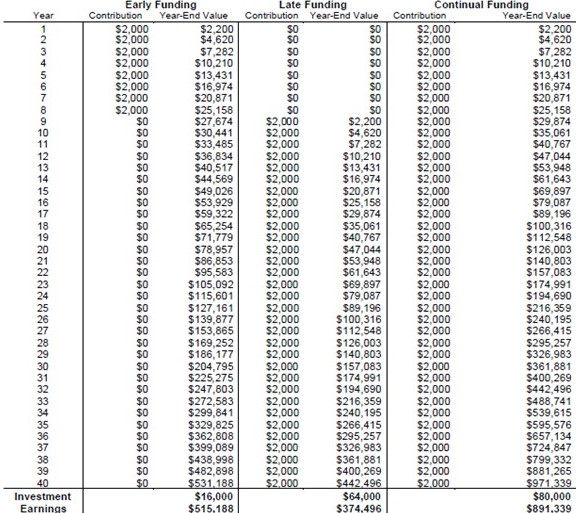 Early Funding Late Funding Continual Funding
Year Contribution Year-End Value Contribution Year-End Value Contribution Year-End Value
1 $2,000 $2,200 $0 $0 $2,000 $2,200
2 $2,000 $4,620 $0 $0 $2,000 $4,620
3 $2,000 $7,282 $0 $0 $2,000 $7,282
4 $2,000 $10,210 $0 $0 $2,000 $10,210
5 $2,000 $13,431 $0 $0 $2,000 $13,431
6 $2,000 $16,974 $0 $0 $2,000 $16,974
7 $2,000 $20,871 $0 $0 $2,000 $20,871
8 $2,000 $25,158 $0 $0 $2,000 $25,158
9 $0 $27,674 $2,000 $2,200 $2,000 $29,874
10 $0 $30,441 $2,000 $4,620 $2,000 $35,061
11 $0 $33,485 $2,000 $7,282 $2,000 $40,767
12 $0 $36,834 $2,000 $10,210 $2,000 $47,044
13 $0 $40,517 $2,000 $13,431 $2,000 $53,948
14 $0 $44,569 $2,000 $16,974 $2,000 $61,643
15 $0 $49,026 $2,000 $20,871 $2,000 $69,897
16 $0 $53,929 $2,000 $25,158 $2,000 $79,087
17 $0 $59,322 $2,000 $29,874 $2,000 $89,196
18 $0 $65,254 $2,000 $35,061 $2,000 $100,316
19 $0 $71,779 $2,000 $40,767 $2,000 $112,548
20 $0 $78,957 $2,000 $47,044 $2,000 $126,003
21 $0 $86,853 $2,000 $53,948 $2,000 $140,803
22 $0 $95,583 $2,000 $61,643 $2,000 $157,083
23 $0 $105,092 $2,000 $69,897 $2,000 $174,991
24 $0 $115,601 $2,000 $79,087 $2,000 $194,690
25 $0 $127,161 $2,000 $89,196 $2,000 $216,359
26 $0 $139,877 $2,000 $100,316 $2,000 $240,195
27 $0 $153,865 $2,000 $112,548 $2,000 $266,415
28 $0 $169,252 $2,000 $126,003 $2,000 $295,257
29 $0 $186,177 $2,000 $140,803 $2,000 $326,983
30 $0 $204,795 $2,000 $157,083 $2,000 $361,881
31 $0 $225,275 $2,000 $174,991 $2,000 $400,269
32 $0 $247,803 $2,000 $194,690 $2,000 $442,496
33 $0 $272,583 $2,000 $216,359 $2,000 $488,741
34 $0 $299,841 $2,000 $240,195 $2,000 $539,615
35 $0 $329,825 $2,000 $266,415 $2,000 $595,576
36 $0 $362,808 $2,000 $295,257 $2,000 $657,134
37 $0 $399,089 $2,000 $326,983 $2,000 $724,847
38 $0 $438,998 $2,000 $361,881 $2,000 $799,332
39 $0 $482,898 $2,000 $400,269 $2,000 $881,265
40 $0 $531,188 $2,000 $442,496 $2,000 $971,339
Investment $16,000 $64,000 $80,000
Earnings $515,188 $374,496 $891,339